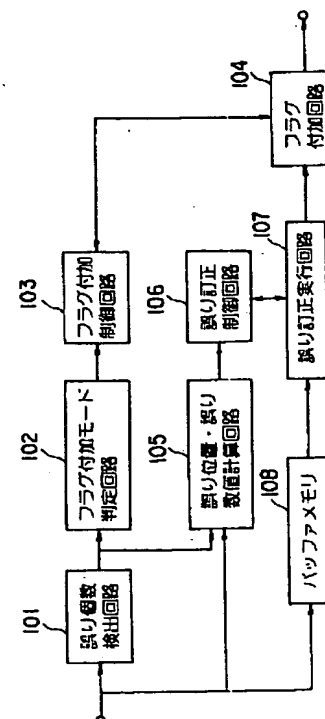 101
誤り個数
検出回路
102
フラグ付加モード
判定回路
103
フラグ付加
制御回路
104
フラグ
付加回路
105
誤り位置・誤り
数値計算回路
106
誤り訂正
制御回路
107
誤り訂正実行回路
108
バッファメモリ